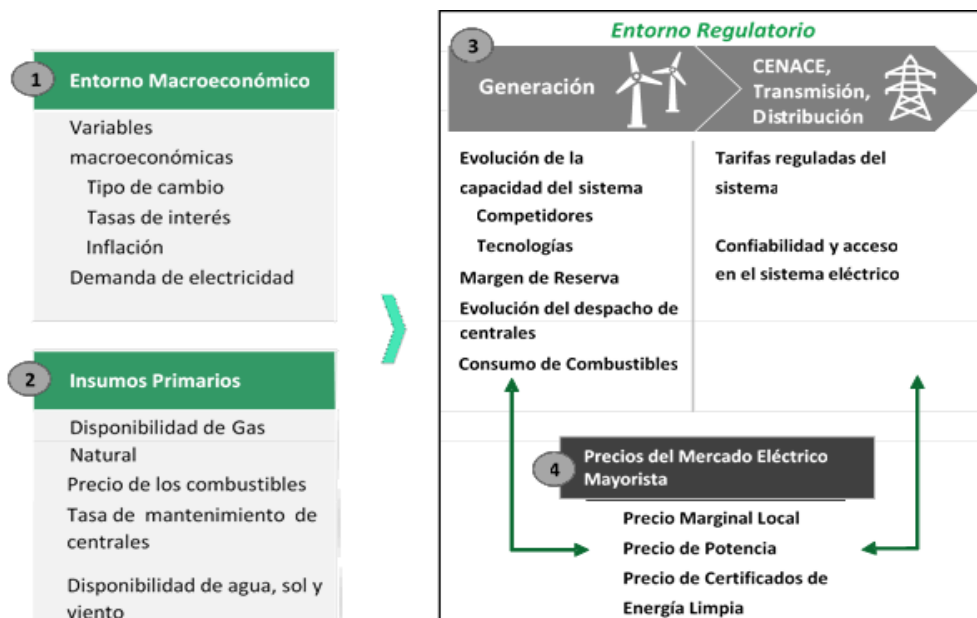 1
Entorno Macroeconómico
Variables
macroeconómicas
Tipo de cambio
Tasas de interés
Inflación
Demanda de electricidad
2
Insumos Primarios
Disponibilidad de Gas
Natural
Precio de los combustibles
Tasa de mantenimiento de
centrales
Disponibilidad de agua, sol y
viento
Entorno Regulatorio
3
Generación
CENACE,
Transmisión,
Distribución
Evolución de la
capacidad del sistema
Competidores
Tecnologías
Margen de Reserva
Evolución del despacho de
centrales
Consumo de Combustibles
Tarifas reguladas del
sistema
Confiabilidad y acceso
en el sistema eléctrico
4
Precios del Mercado Eléctrico
Mayorista
Precio Marginal Local
Precio de Potencia
Precio de Certificados de
Energía Limpia